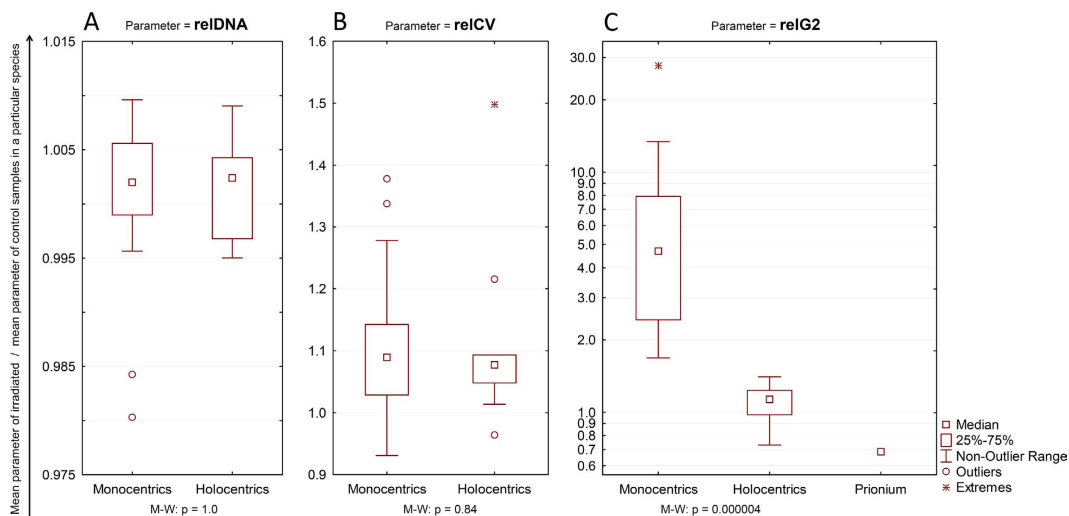 Mean parameter of irradiated / mean parameter of control samples in a particular species
A
Parameter = relDNA
1.015
1.005
0.995
0.985
0.975
Monocentrics
Holocentrics
M-W: p = 1.0
B
Parameter = relCV
1.6
1.5
1.4
1.3
1.2
1.1
1.0
0.9
Monocentrics
Holocentrics
M-W: p = 0.84
C
Parameter = relG2
30.0
20.0
10.0
9.0
8.0
7.0
6.0
5.0
4.0
3.0
2.0
1.0
0.9
0.8
0.7
0.6
Monocentrics
Holocentrics
Prionium
M-W: p = 0.000004
Median
25%-75%
Non-Outlier Range
Outliers
Extremes